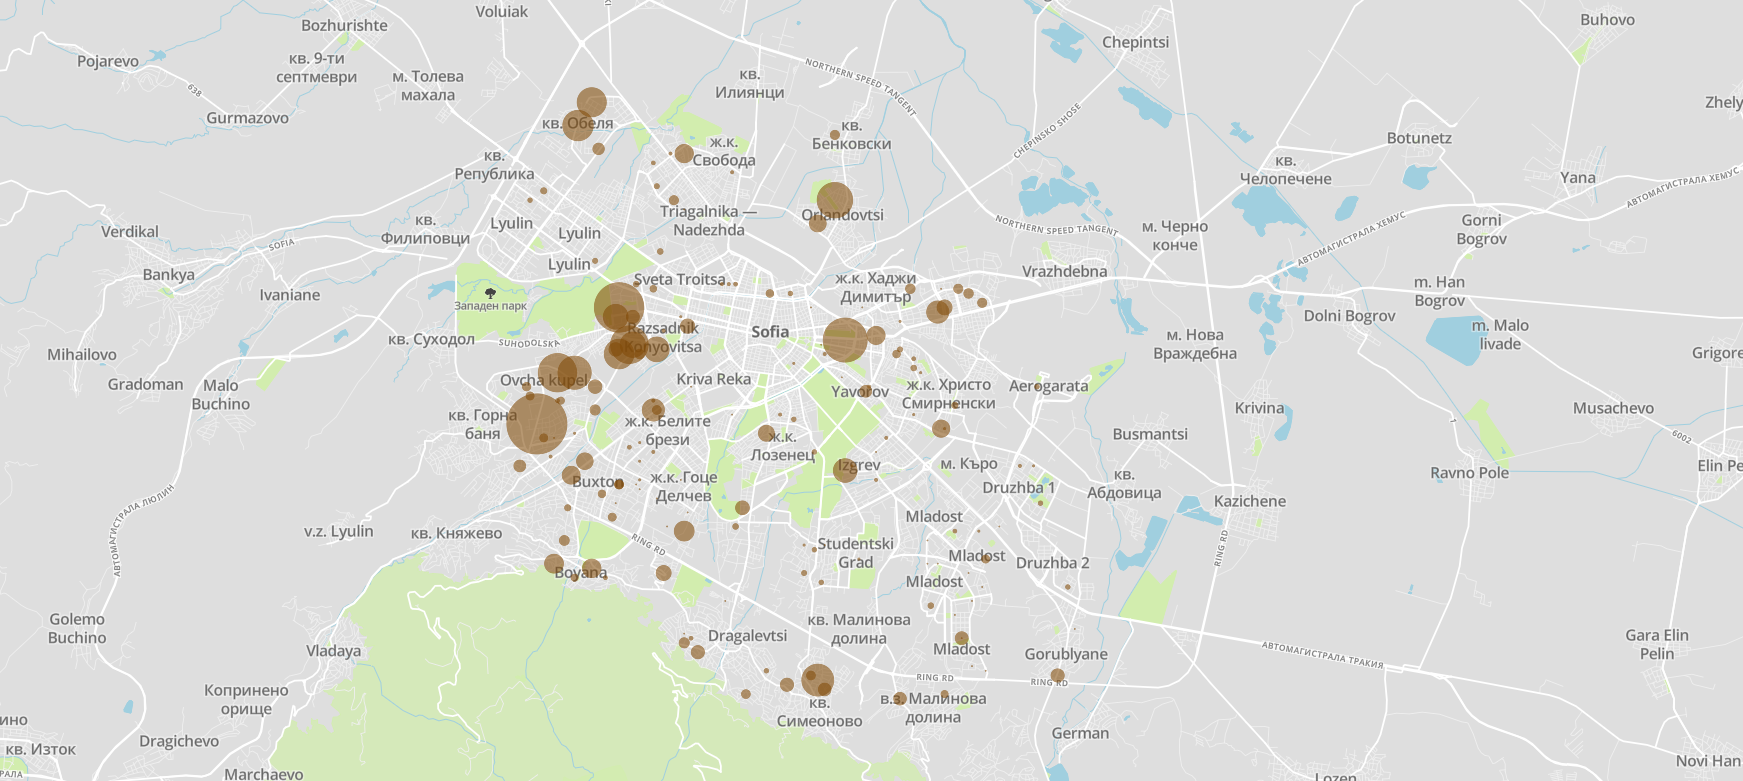 Voluiak
Bozhurishte
Buhovo
Chepintsi
Pojarevo
кв. 9-ти
септмеври
м. Толева
махала
638
кв.
Илиянци
NORTHERN SPEED TANGENT
CHEPINSKO SHOSE
Zhely
Gurmazovo
кв. Обеля
кв.
Бенковски
Botunetz
ж.к.
Свобода
кв.
Република
кв.
Челопечене
Yana
АВТОМАГИСТРАЛА ХЕМУС
Lyulin
Triagalnika —
Nadezhda
Orlandovtsi
кв.
Филиповци
Verdikal
SOFIA
Lyulin
NORTHERN SPEED TANGENT
м. Черно
конче
АВТОМАГИСТРАЛА ХЕМУС
Gorni
Bogrov
Bankya
Lyulin
Sveta Troitsa
ж.к. Хаджи
Димитър
Vrazhdebna
m. Han
Bogrov
Ivaniane
Западен парк
Dolni Bogrov
Razsadnik
Konyovitsa
Sofia
кв. Суходол
SUHODOLSKA
м. Нова
Враждебна
m. Malo
livade
Mihailovo
Grigore
Gradoman
Malo
Buchino
Ovcha kupel
Kriva Reka
Yavorov
ж.к. Христо
Смирненски
Aerogarata
Krivina
Musachevo
кв. Горна
баня
ж.к. Белите
брези
ж.к.
Лозенец
Busmantsi
7
6002
Izgrev
м. Къро
Ravno Pole
Elin Pe
Buxton
ж.к. Гоце
Делчев
Druzhba 1
кв.
Абдовица
Kazichene
АВТОМАГИСТРАЛА ЛЮЛИН
v.z. Lyulin
кв. Княжево
Mladost
RING RD
RING RD
Studentski
Grad
Mladost
Druzhba 2
Boyana
Mladost
Golemo
Buchino
кв. Малинова
долина
Dragalevtsi
Vladaya
Mladost
Gorublyane
АВТОМАГИСТРАЛА ТРАКИЯ
Gara Elin
Pelin
RING RD
RING RD
Копринено
орище
в.з. Малинова
долина
кв.
Симеоново
ино
кв. Изток
Dragichevo
German
Novi Han
Marchaevo
Lozen
РАЛА